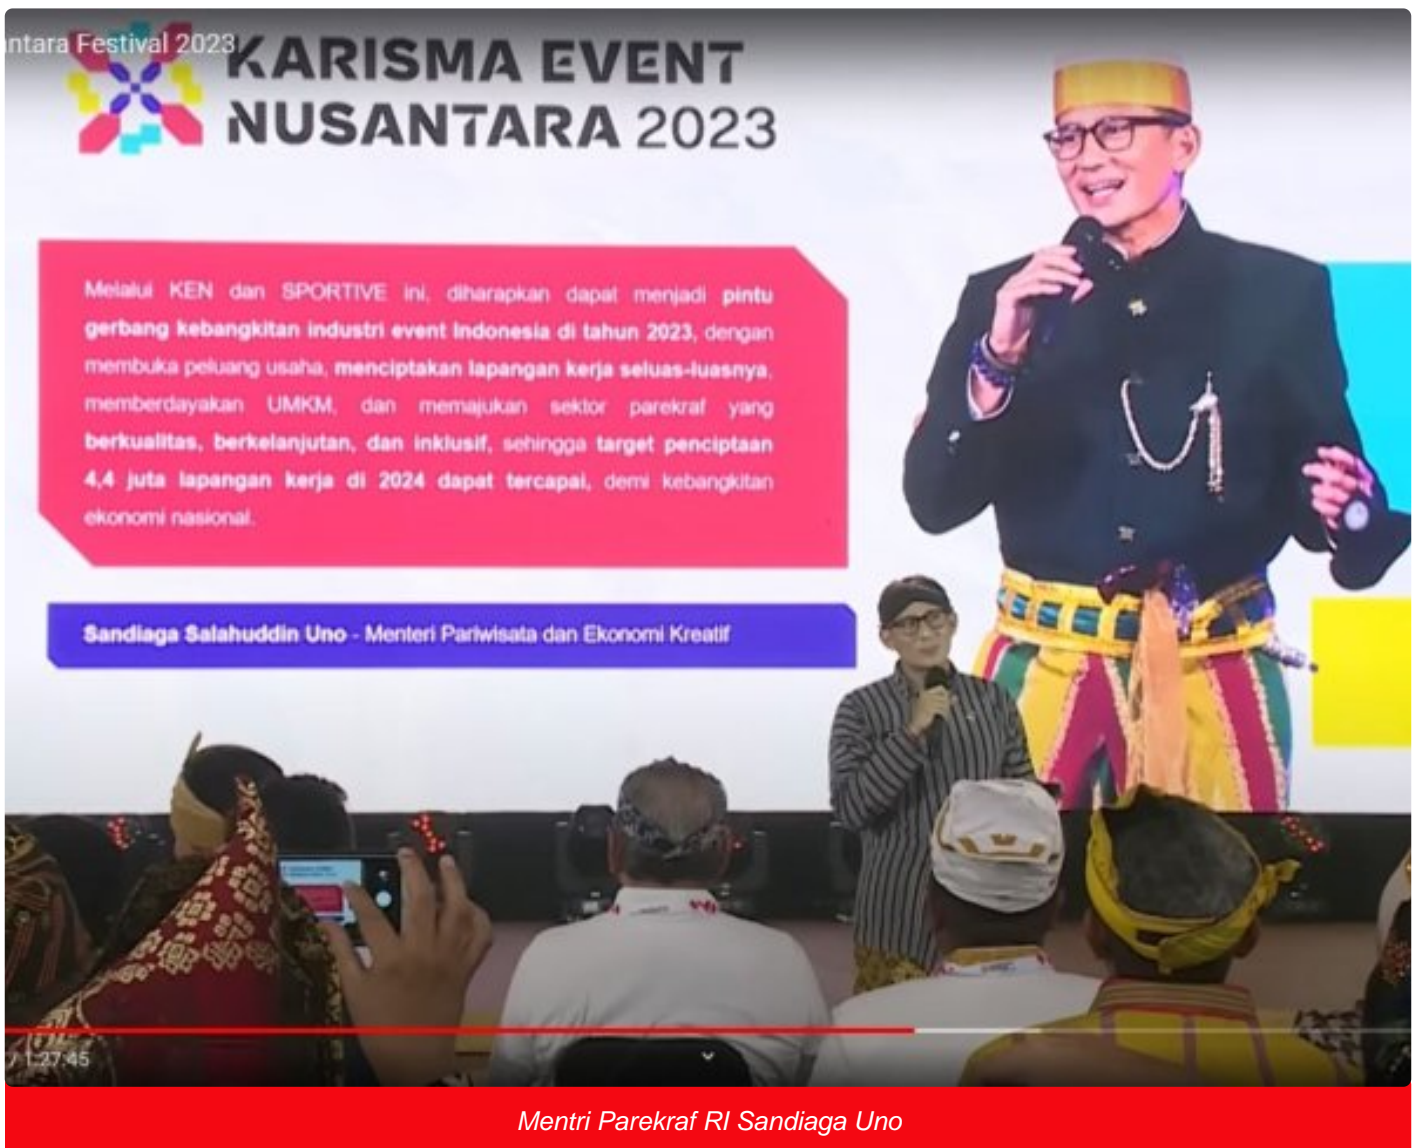 ntara Festival 2023
KARISMA EVENT
NUSANTARA 2023
Melalui KEN dan SPORTIVE ini, diharapkan dapat menjadi pintu
gerbang kebangkitan industri event Indonesia di tahun 2023, dengan
membuka peluang usaha, menciptakan lapangan kerja seluas-luasnya,
memberdayakan UMKM, dan memajukan sektor parekraf yang
berkualitas, berkelanjutan, dan inklusif, sehingga target penciptaan
4,4 juta lapangan kerja di 2024 dapat tercapai, demi kebangkitan
ekonomi nasional.
Sandiaga Salahuddin Uno - Menteri Pariwisata dan Ekonomi Kreatif
/ 1:27:45
Mentri Parekraf RI Sandiaga Uno